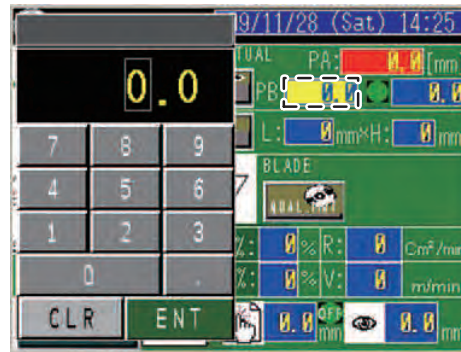 9/11/28 (Sat) 14:25
TUAL PA: 0.0 [mm
0.0
PB 0.0 0.0
L: 0 mm×H: 0 mm
7 8 9
BLADE
4 5 6
1 2 3
%: 0 % R: 0 Cm²/min
0 .
%: 0 % V: 0 m/min
CLR ENT
0.0 OFF mm 0.0 mm